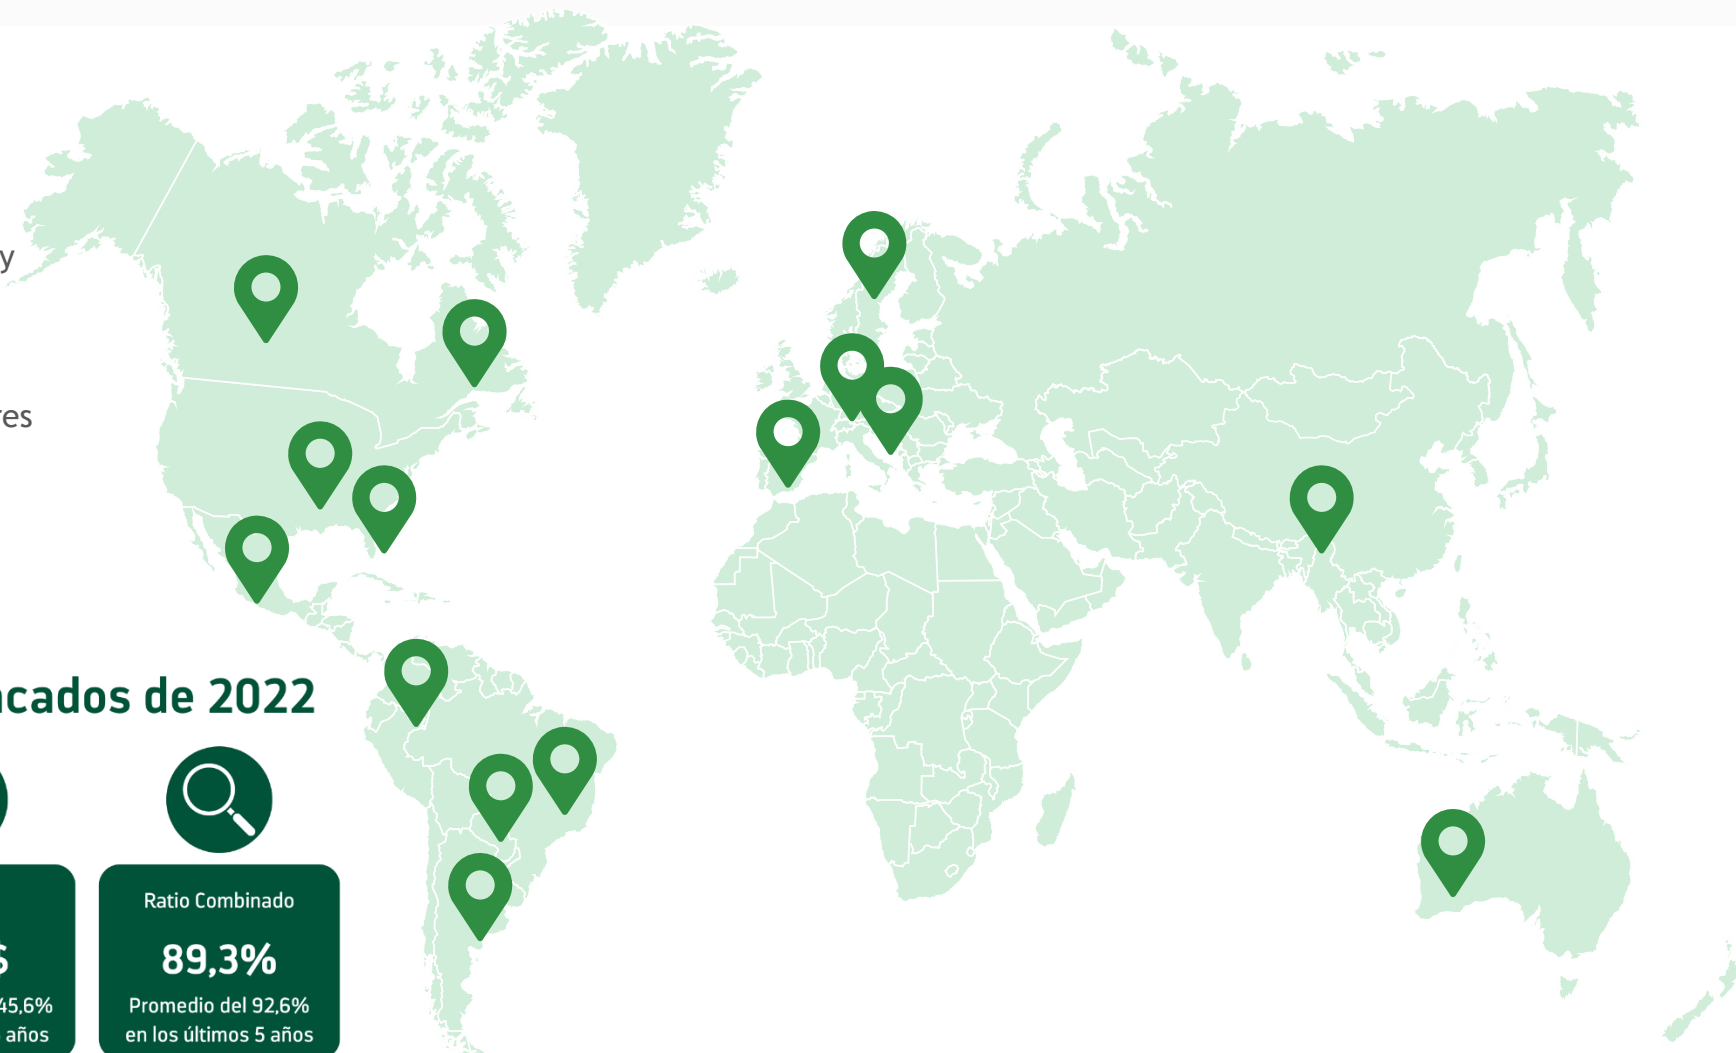 y
res
cados de 2022
Ratio Combinado
$
89,3%
45,6%
Promedio del 92,6%
años
en los últimos 5 años